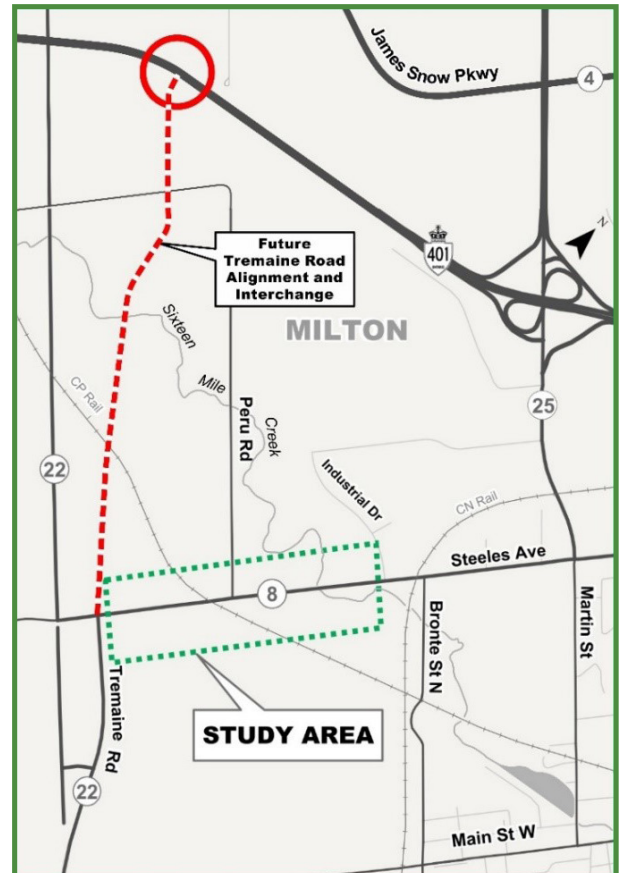 James Snow Pkwy
4
N
401
Future
Tremaine Road
Alignment and
Interchange
MILTON
Sixteen
Mile
Creek
CP Rail
22
Peru Rd
25
Industrial Dr
CN Rail
Steeles Ave
8
Bronte St N
Martin St
Tremaine Rd
STUDY AREA
22
Main St W